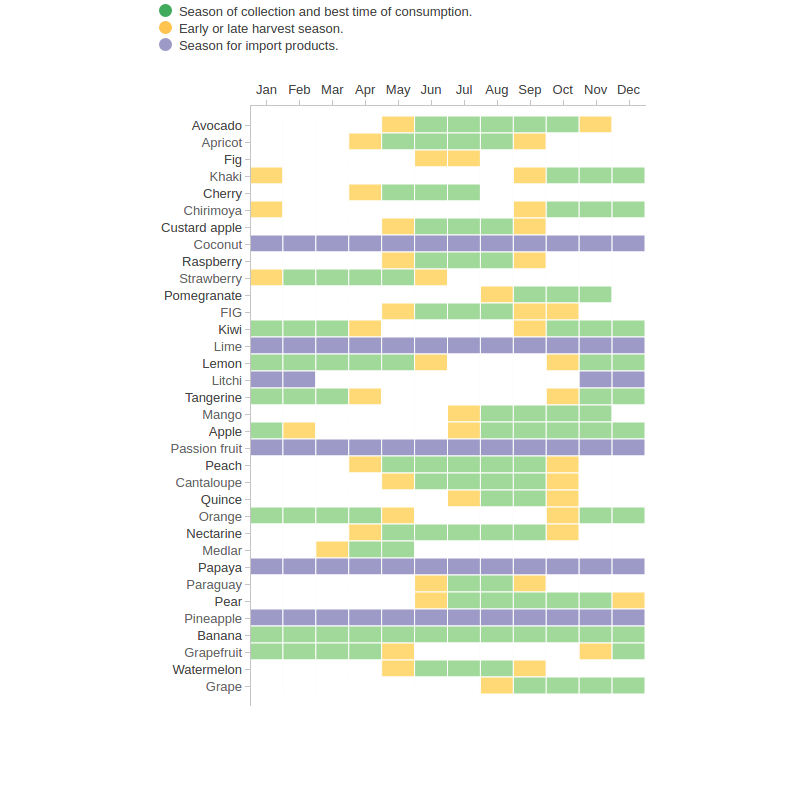 Season of collection and best time of consumption.
Early or late harvest season.
Season for import products.
Jan Feb Mar Apr May Jun Jul Aug Sep Oct Nov Dec
Avocado
Apricot
Fig
Khaki
Cherry
Chirimoya
Custard apple
Coconut
Raspberry
Strawberry
Pomegranate
FIG
Kiwi
Lime
Lemon
Litchi
Tangerine
Mango
Apple
Passion fruit
Peach
Cantaloupe
Quince
Orange
Nectarine
Medlar
Papaya
Paraguay
Pear
Pineapple
Banana
Grapefruit
Watermelon
Grape